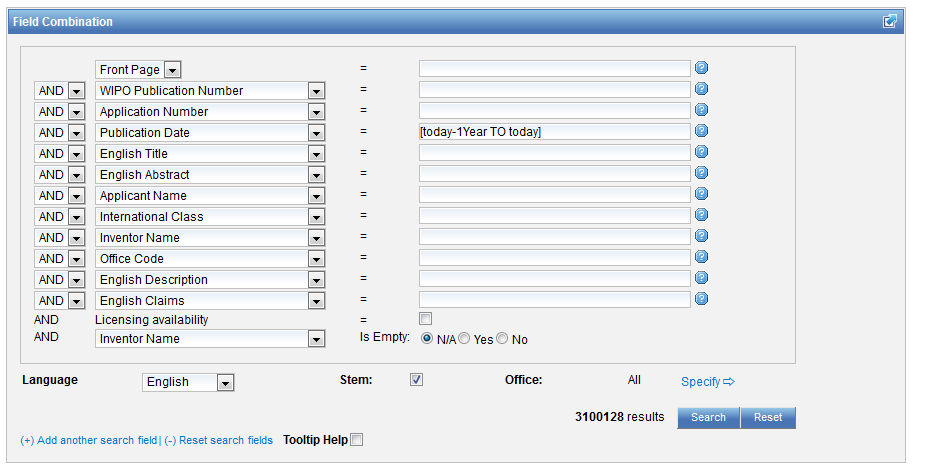 Field Combination
Front Page =
AND WIPO Publication Number =
AND Application Number =
AND Publication Date = [today-1Year TO today]
AND English Title =
AND English Abstract =
AND Applicant Name =
AND International Class =
AND Inventor Name =
AND Office Code =
AND English Description =
AND English Claims =
AND Licensing availability =
AND Inventor Name Is Empty: N/A Yes No
Language English Stem: Office: All Specify
3100128 results Search Reset
(+) Add another search field| (-) Reset search fields Tooltip Help